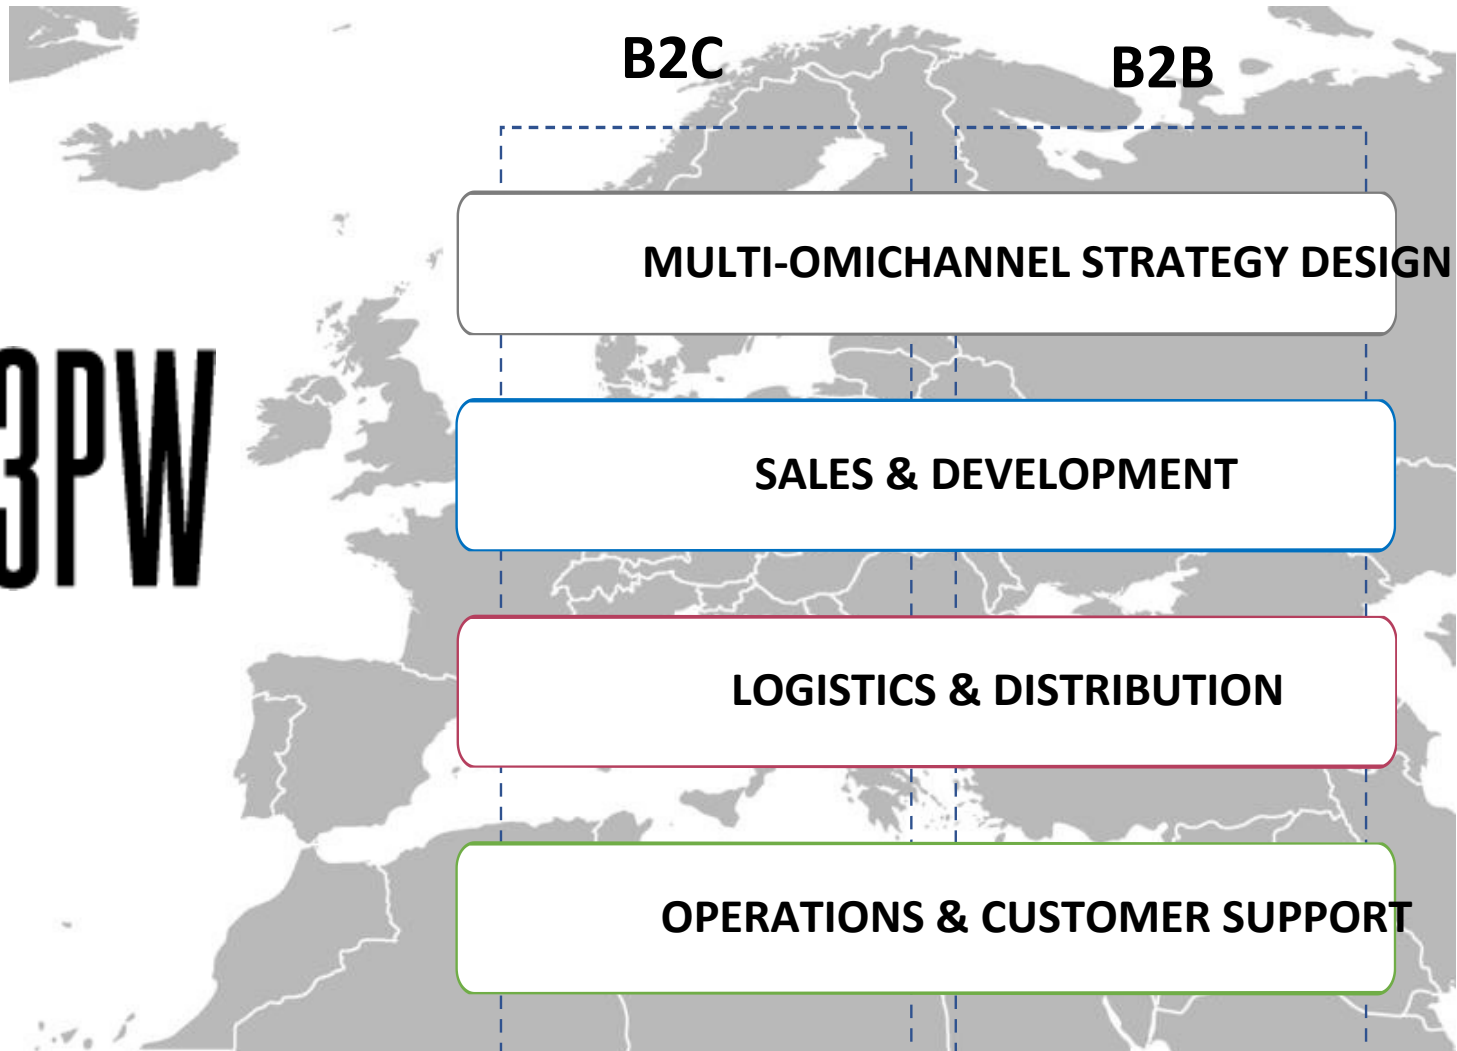 B2C
B2B
MULTI-OMICHANNEL STRATEGY DESIGN
3PW
SALES & DEVELOPMENT
LOGISTICS & DISTRIBUTION
OPERATIONS & CUSTOMER SUPPORT